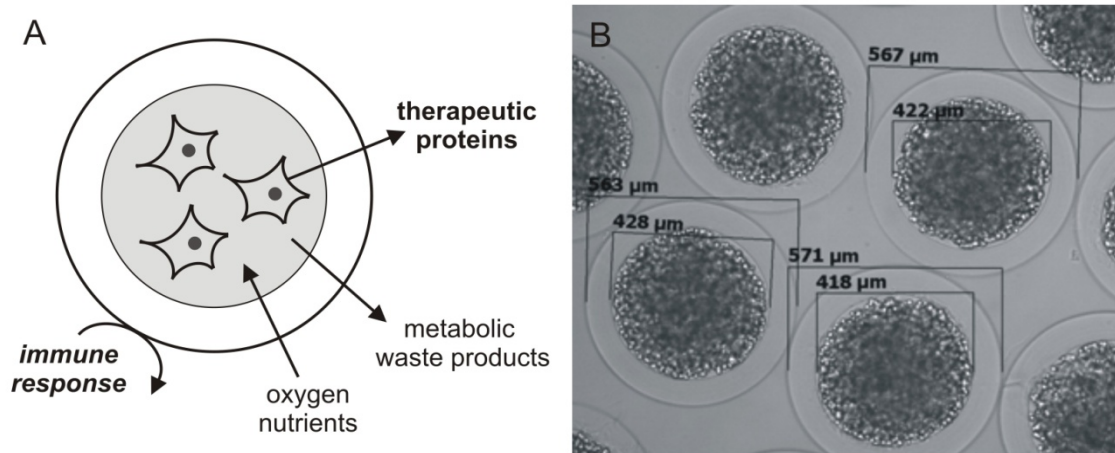 A
therapeutic
proteins
metabolic
waste products
oxygen
nutrients
immune
response
B
567 µm
422 µm
563 µm
428 µm
571 µm
418 µm